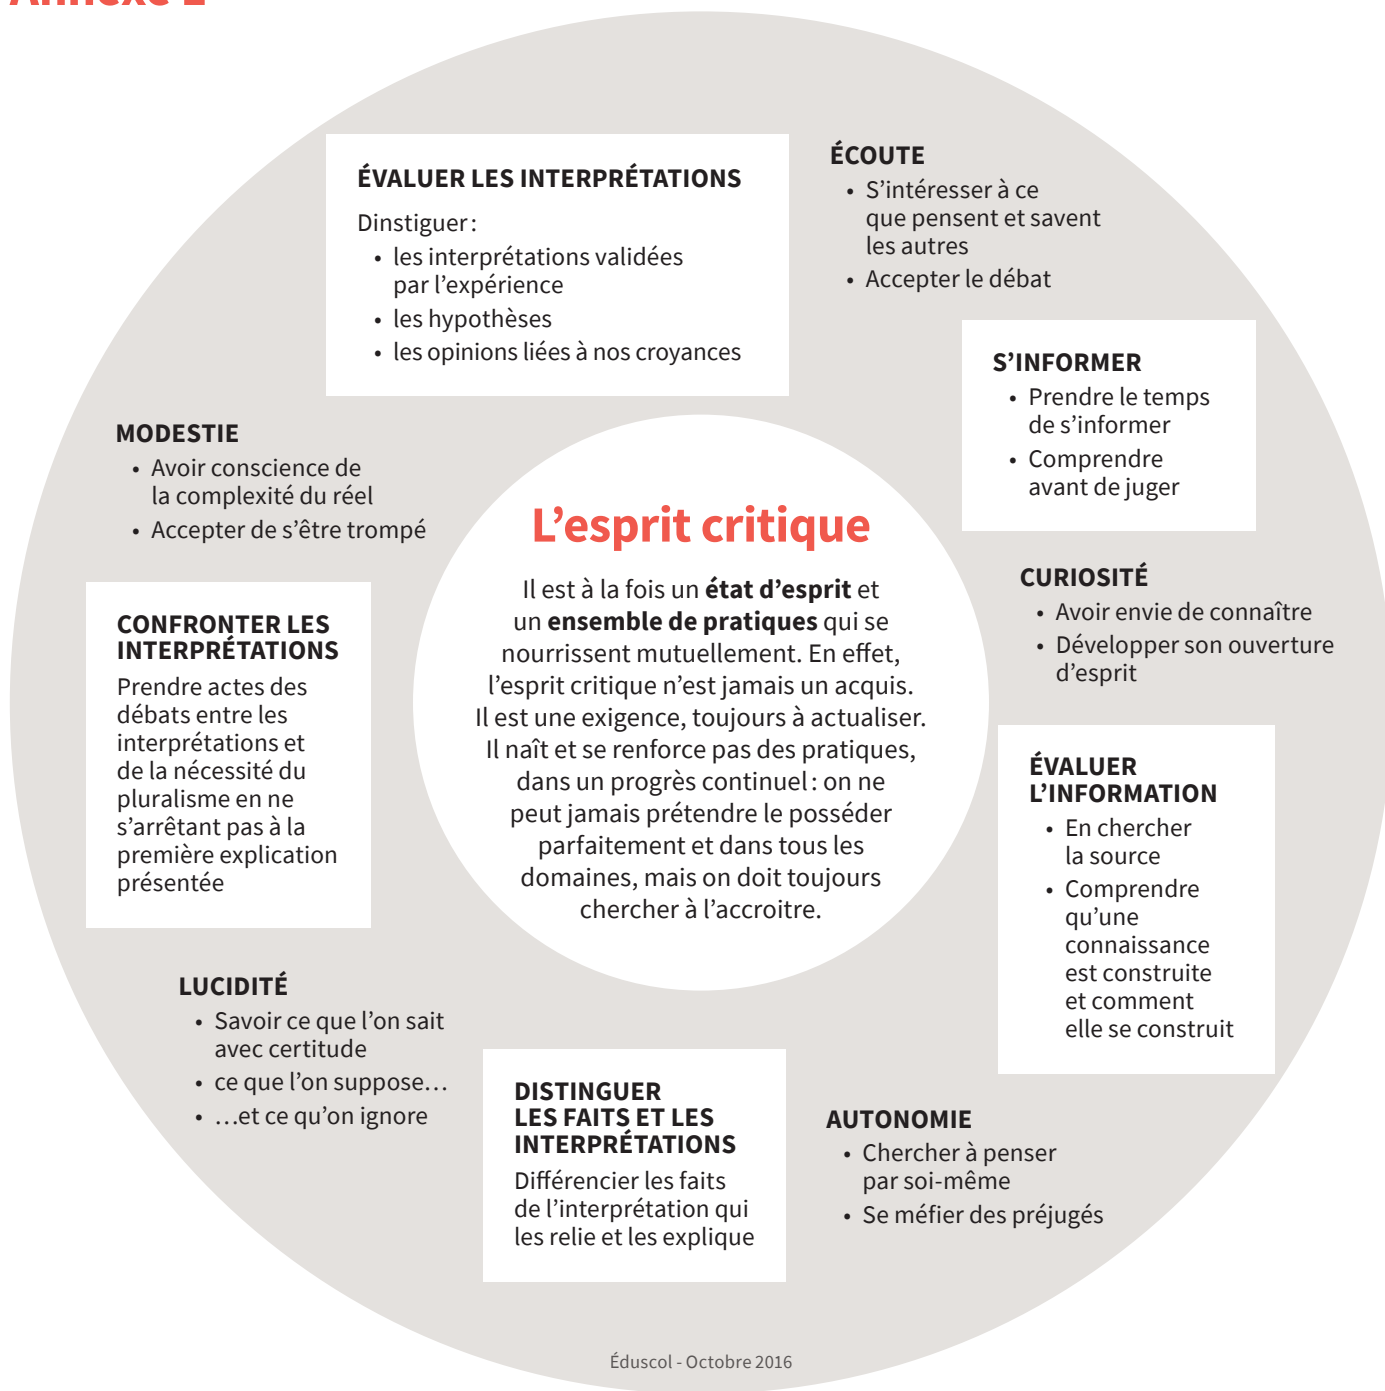 ÉVALUER LES INTERPRÉTATIONS
Dinstiguer :
• les interprétations validées
par l’expérience
• les hypothèses
• les opinions liées à nos croyances
ÉCOUTE
• S’intéresser à ce
que pensent et savent
les autres
• Accepter le débat
S’INFORMER
• Prendre le temps
de s’informer
• Comprendre
avant de juger
MODESTIE
• Avoir conscience de
la complexité du réel
• Accepter de s’être trompé
L’esprit critique
Il est à la fois un état d’esprit et
un ensemble de pratiques qui se
nourrissent mutuellement. En effet,
l’esprit critique n’est jamais un acquis.
Il est une exigence, toujours à actualiser.
Il naît et se renforce pas des pratiques,
dans un progrès continuel : on ne
peut jamais prétendre le posséder
parfaitement et dans tous les
domaines, mais on doit toujours
chercher à l’accroitre.
CURIOSITÉ
• Avoir envie de connaître
• Développer son ouverture
d’esprit
CONFRONTER LES
INTERPRÉTATIONS
Prendre actes des
débats entre les
interprétations et
de la nécessité du
pluralisme en ne
s’arrêtant pas à la
première explication
présentée
ÉVALUER
L’INFORMATION
• En chercher
la source
• Comprendre
qu’une
connaissance
est construite
et comment
elle se construit
LUCIDITÉ
• Savoir ce que l’on sait
avec certitude
• ce que l’on suppose…
• …et ce qu’on ignore
DISTINGUER
LES FAITS ET LES
INTERPRÉTATIONS
Différencier les faits
de l’interprétation qui
les relie et les explique
AUTONOMIE
• Chercher à penser
par soi-même
• Se méfier des préjugés
Éduscol - Octobre 2016